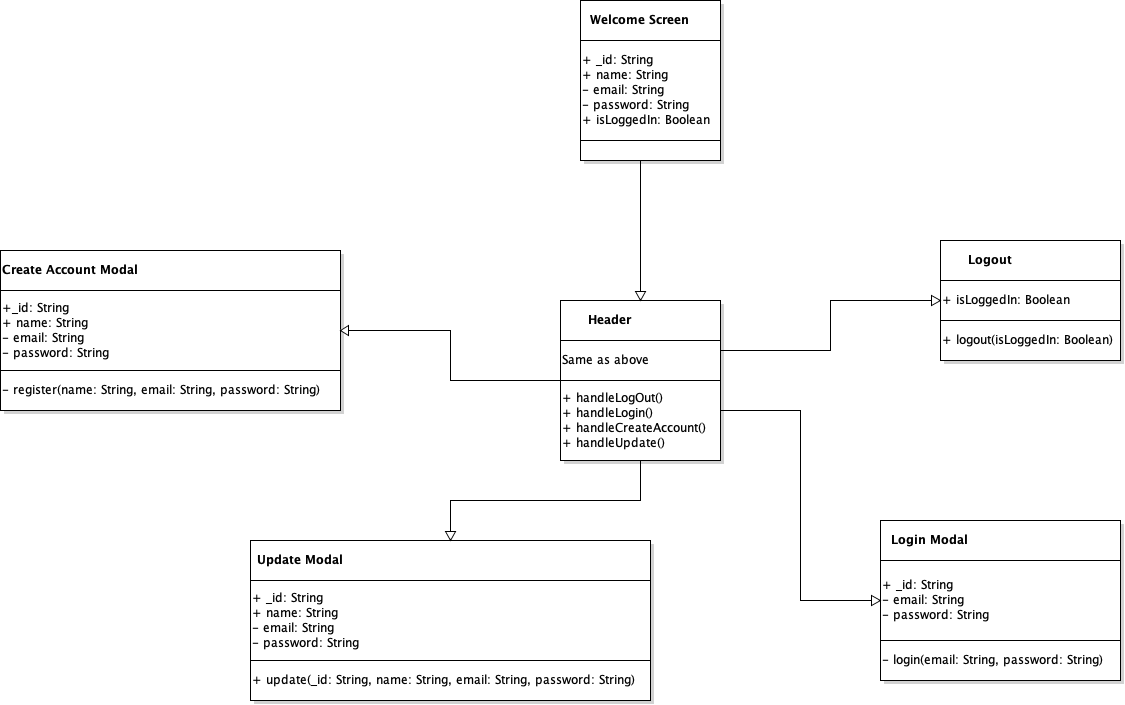 Welcome Screen
+ _id: String
+ name: String
- email: String
- password: String
+ isLoggedIn: Boolean
Create Account Modal
+_id: String
+ name: String
- email: String
- password: String
- register(name: String, email: String, password: String)
Header
Same as above
+ handleLogOut()
+ handleLogin()
+ handleCreateAccount()
+ handleUpdate()
Logout
+ isLoggedIn: Boolean
+ logout(isLoggedIn: Boolean)
Update Modal
+ _id: String
+ name: String
- email: String
- password: String
+ update(_id: String, name: String, email: String, password: String)
Login Modal
+ _id: String
- email: String
- password: String
- login(email: String, password: String)